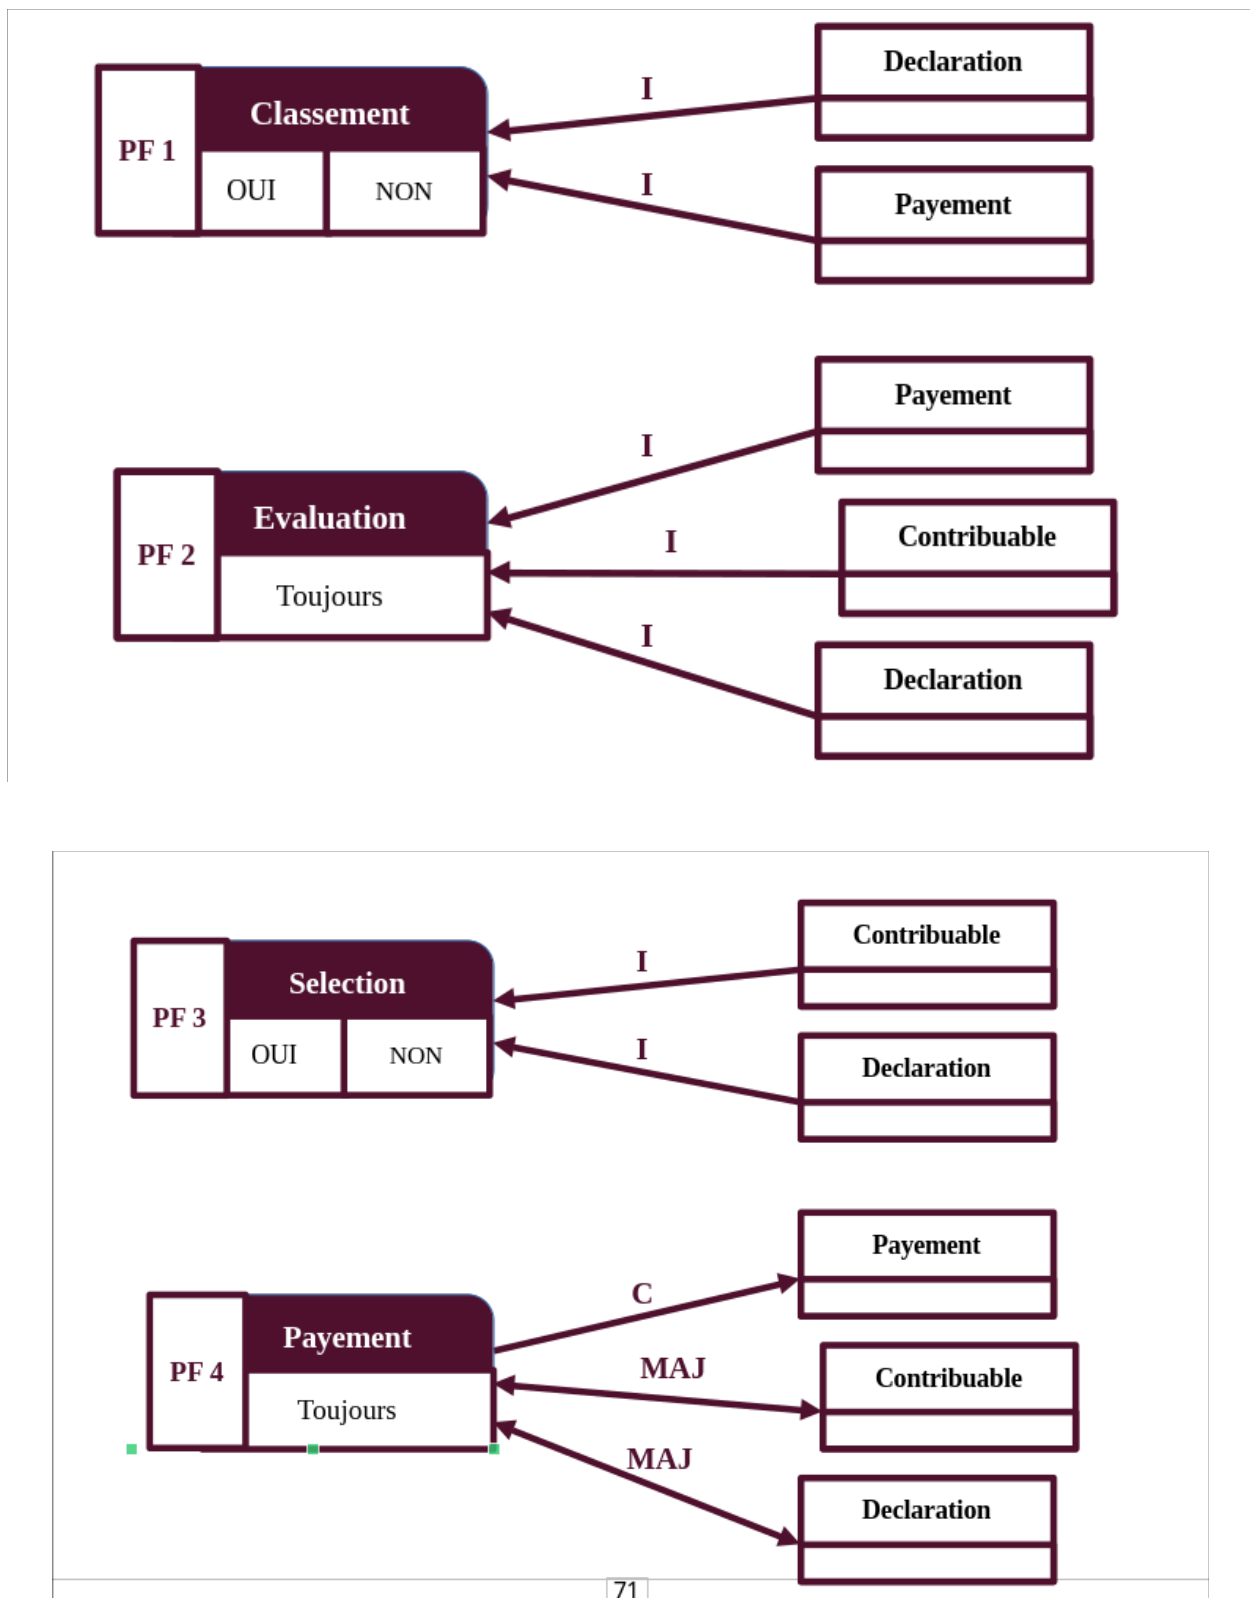 Declaration
I
Classement
PF 1
OUI
NON
I
Payement
Payement
I
Evaluation
PF 2
Toujours
I
Contribuable
I
Declaration
Contribuable
I
Selection
PF 3
OUI
NON
I
Declaration
Payement
C
Payement
PF 4
Toujours
MAJ
Contribuable
MAJ
Declaration
71